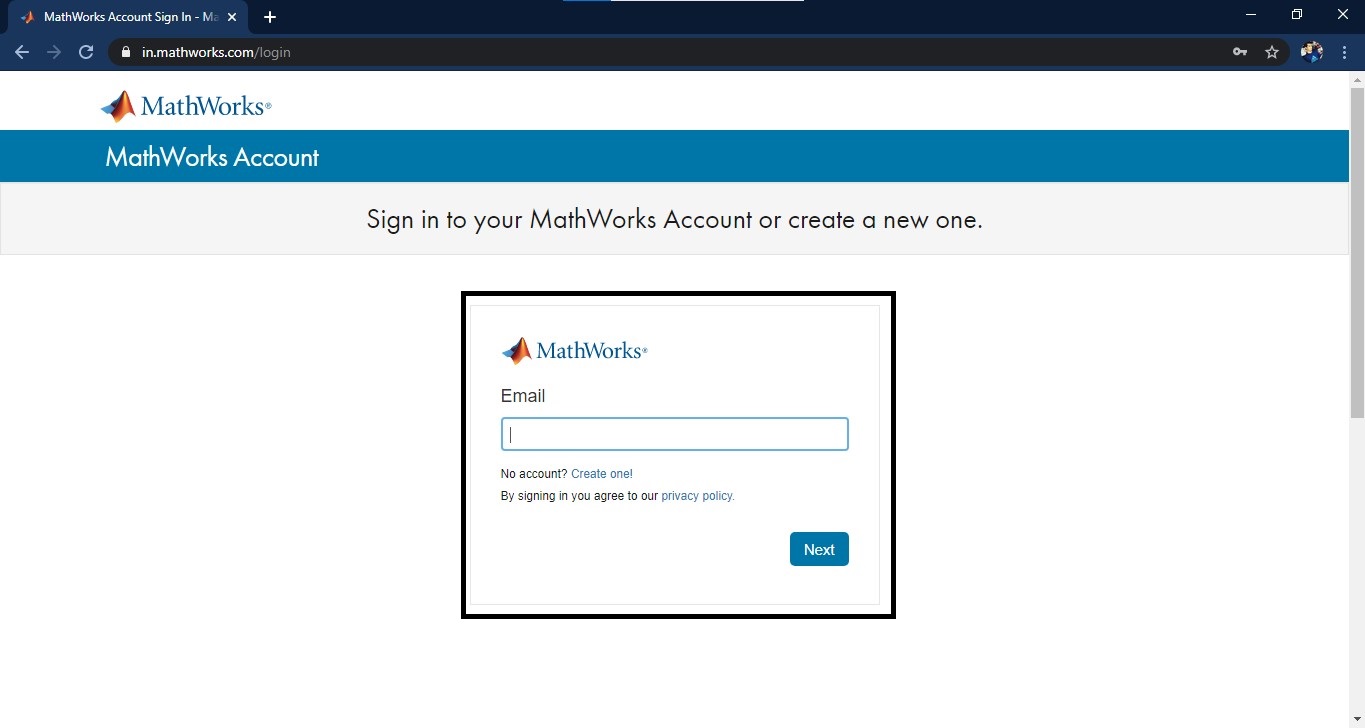 MathWorks Account Sign In - Ma
in.mathworks.com/login
MathWorks®
MathWorks Account
Sign in to your MathWorks Account or create a new one.
MathWorks®
Email
No account? Create one!
By signing in you agree to our privacy policy.
Next